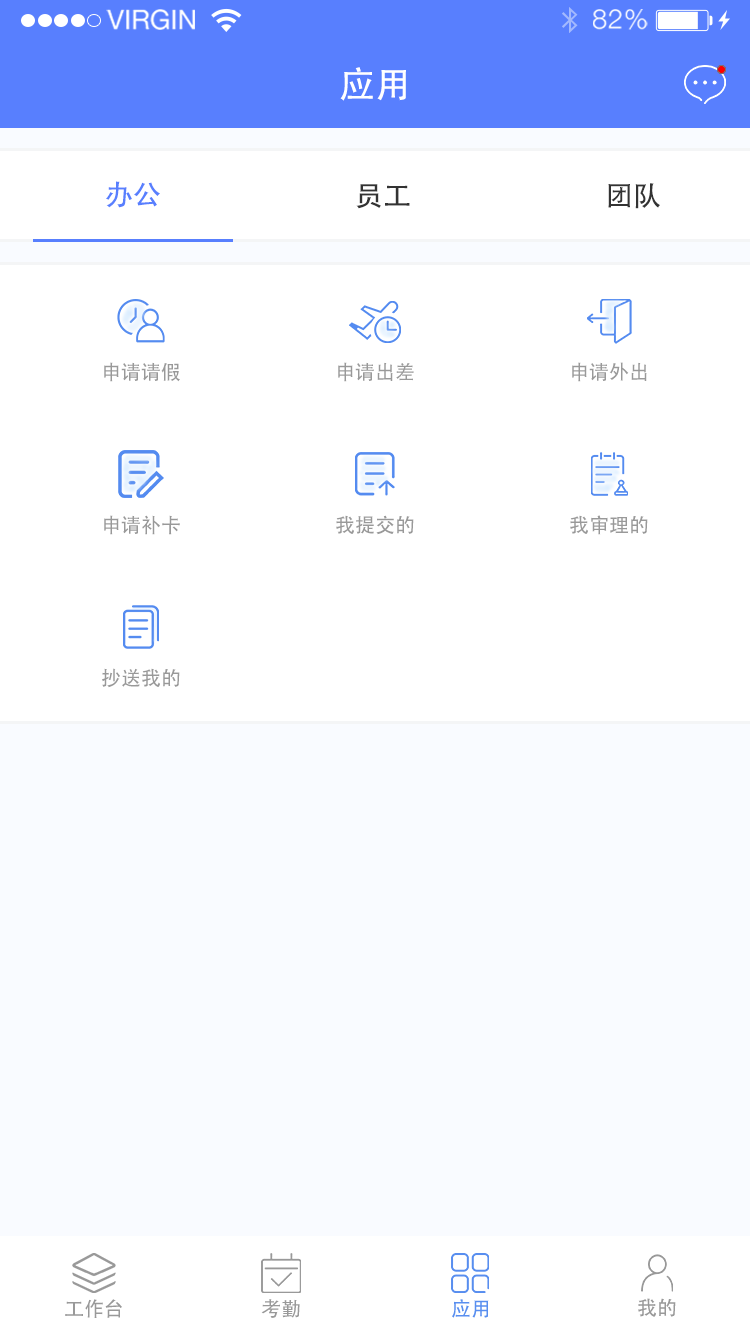 VIRGIN 82%
应用
办公 员工 团队
申请请假 申请出差 申请外出
申请补卡 我提交的 我审理的
抄送我的
工作台 考勤 应用 我的